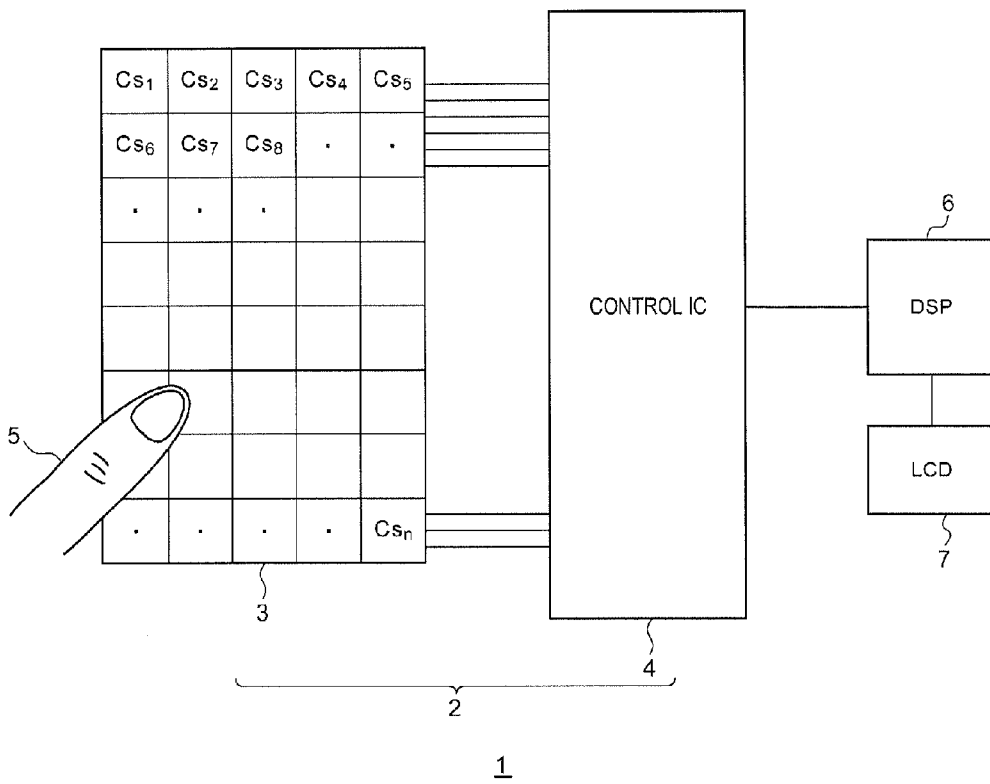 Cs₁ Cs₂ Cs₃ Cs₄ Cs₅
Cs₆ Cs₇ Cs₈ · ·
· · ·
· · · · Csₙ
CONTROL IC
6
DSP
LCD
7
5
3
4
2
1